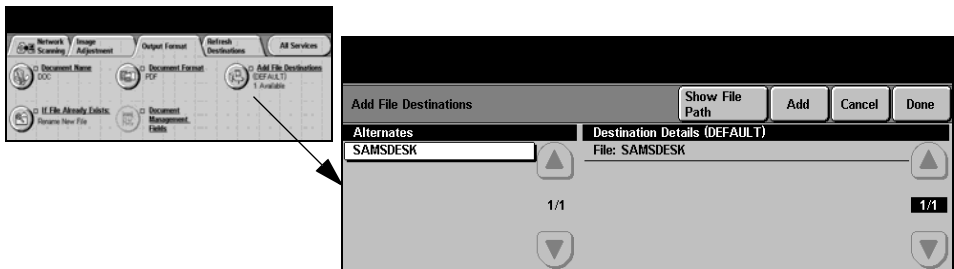 Network Scanning
Image Adjustment
Output Format
Refresh Destinations
All Services
Document Name
DOC
Document Format
PDF
Add File Destinations
(DEFAULT)
1 Available
If File Already Exists:
Rename New File
Document Management Fields
Add File Destinations
Show File Path
Add
Cancel
Done
Alternates
Destination Details (DEFAULT)
SAMSDESK
File: SAMSDESK
1/1
1/1